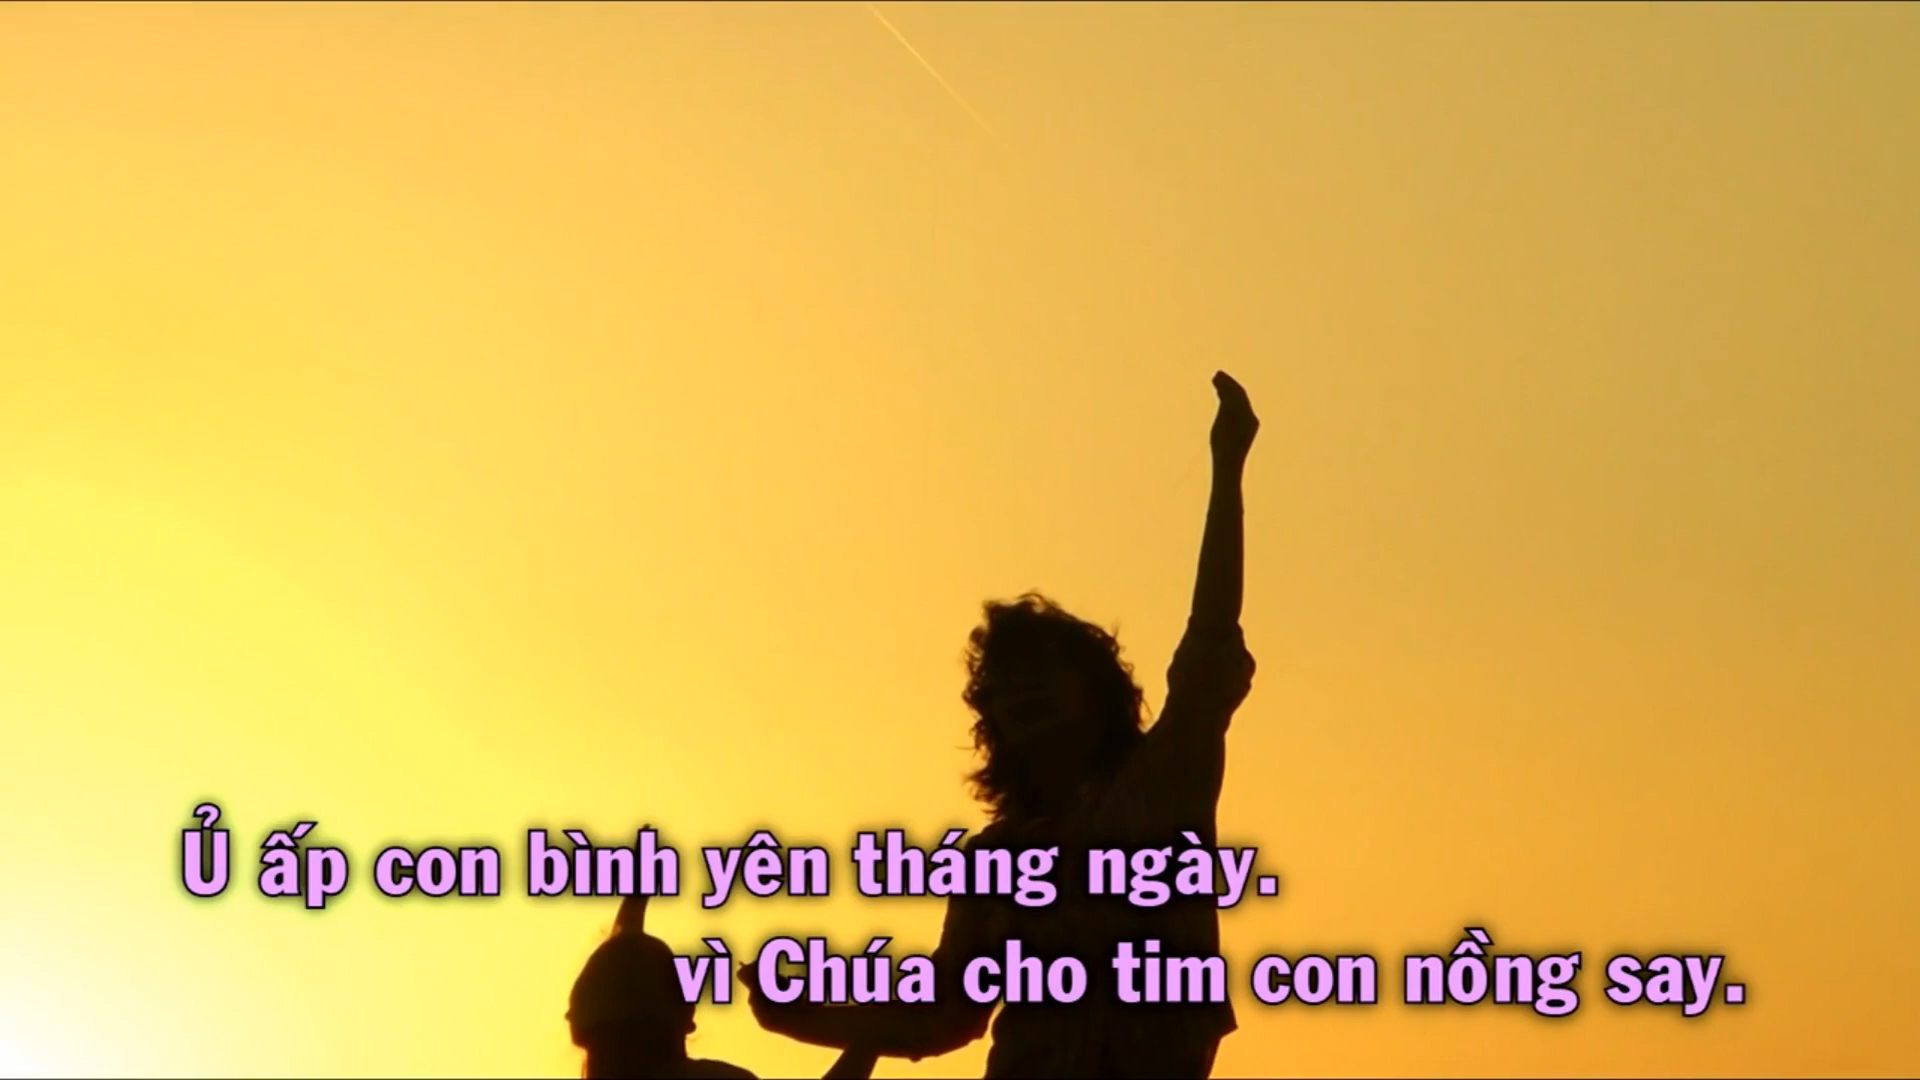 Ủ ấp con bình yên tháng ngày.
vì Chúa cho tim con nồng say.